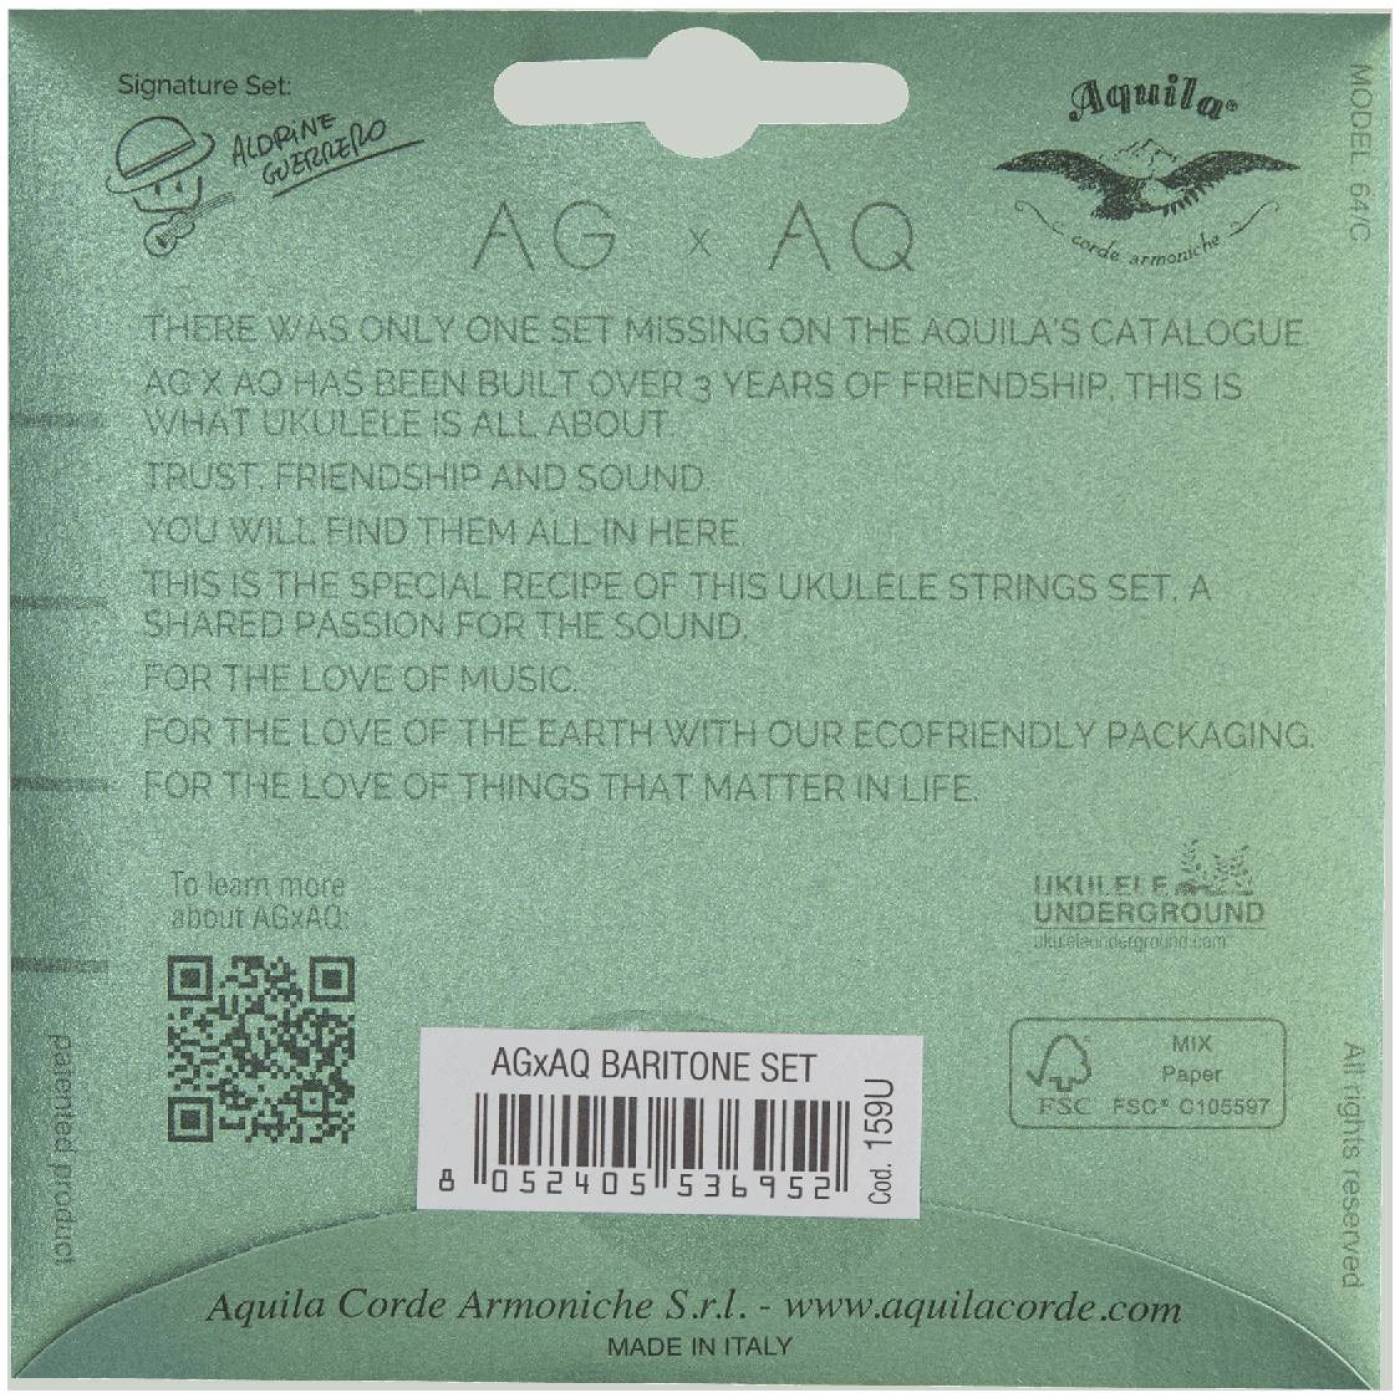 Signature Set:
ALDRINE
GUERRERO
Aquila®
corde armoniche
MODEL 64/C
AG x AQ
THERE WAS ONLY ONE SET MISSING ON THE AQUILA'S CATALOGUE.
AG X AQ HAS BEEN BUILT OVER 3 YEARS OF FRIENDSHIP, THIS IS
WHAT UKULELE IS ALL ABOUT.
TRUST, FRIENDSHIP AND SOUND
YOU WILL FIND THEM ALL IN HERE.
THIS IS THE SPECIAL RECIPE OF THIS UKULELE STRINGS SET, A
SHARED PASSION FOR THE SOUND.
FOR THE LOVE OF MUSIC.
FOR THE LOVE OF THE EARTH WITH OUR ECOFRIENDLY PACKAGING.
FOR THE LOVE OF THINGS THAT MATTER IN LIFE.
To learn more
about AGxAQ:
UKULELE
UNDERGROUND
ukuleleunderground.com
patented product
AGxAQ BARITONE SET
8 052405 536952
Cod. 159U
MIX
Paper
FSC FSC® C105597
All rights reserved
Aquila Corde Armoniche S.r.l. - www.aquilacorde.com
MADE IN ITALY